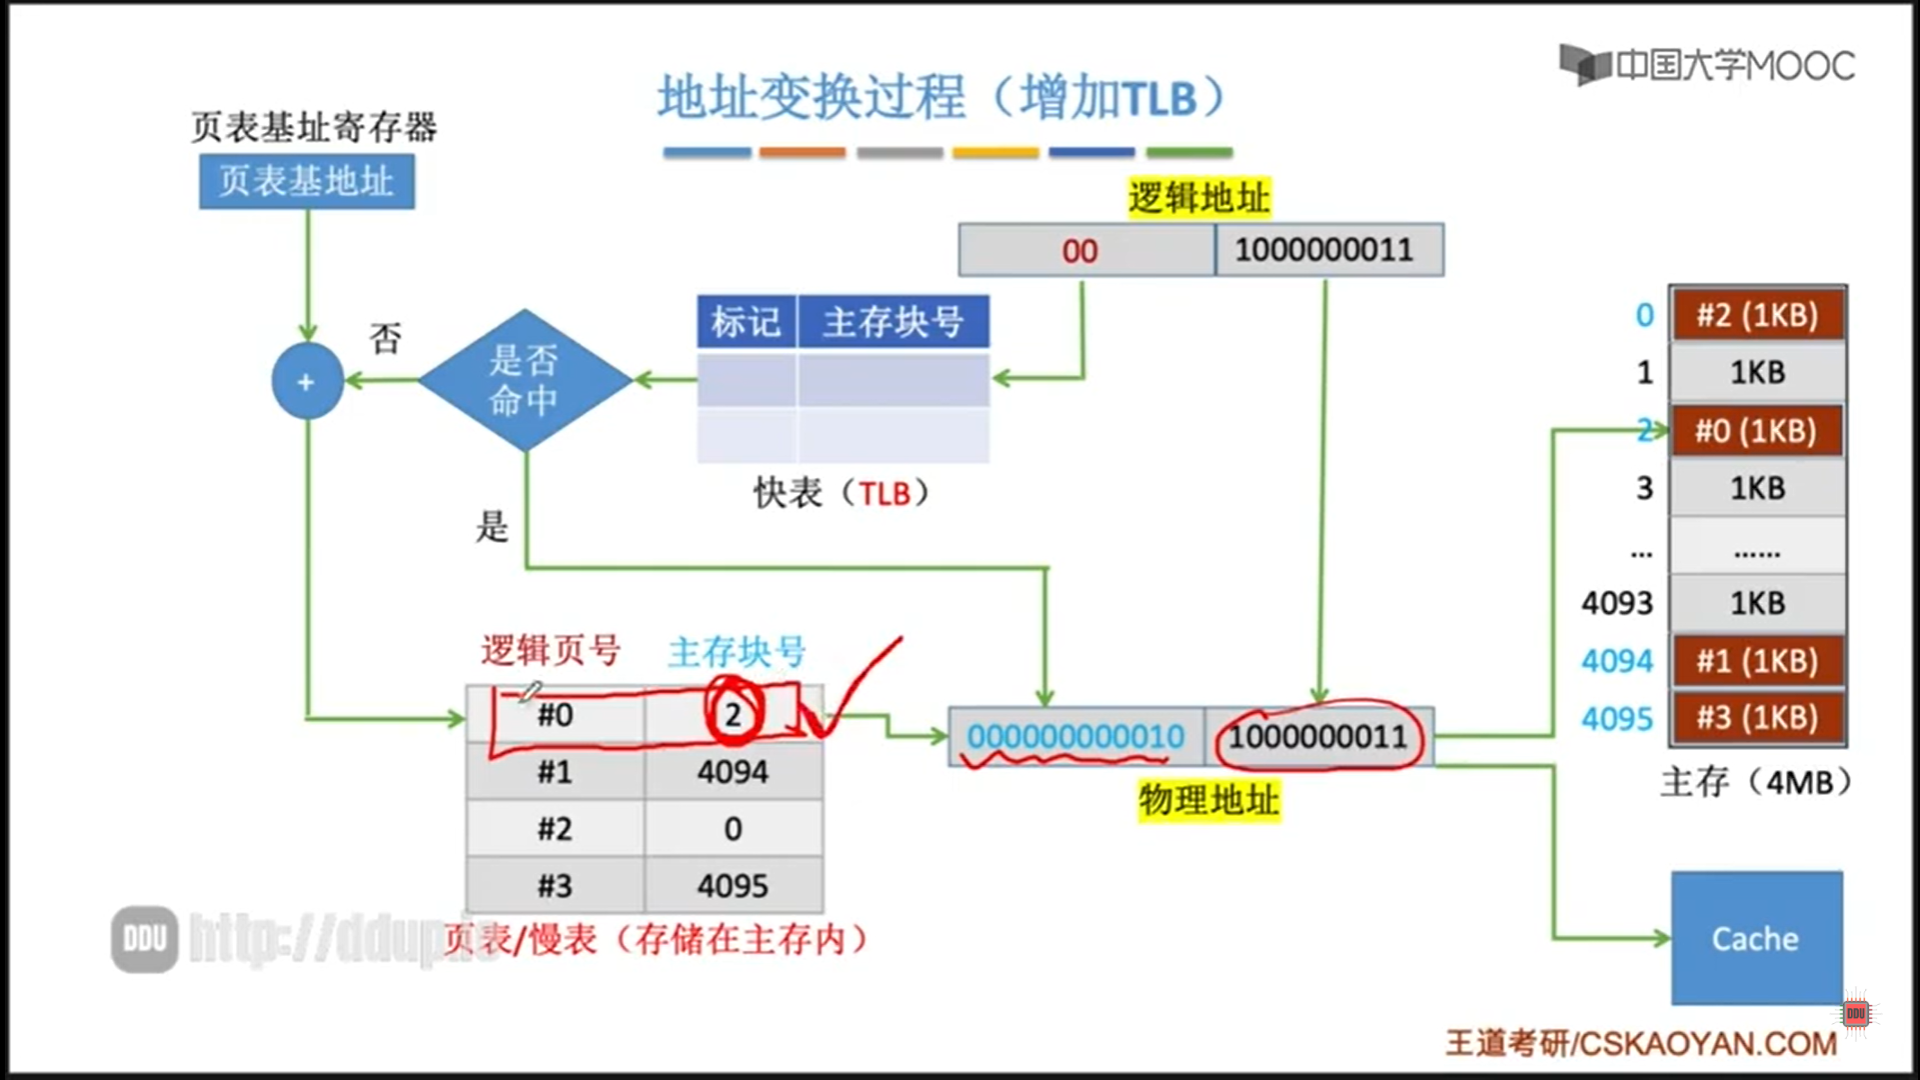 中国大学MOOC
地址变换过程（增加TLB）
页表基址寄存器
页表基地址
逻辑地址
00 1000000011
标记 主存块号
否
是否
命中
+
快表（TLB）
是
0 #2 (1KB)
1 1KB
2 #0 (1KB)
3 1KB
... ......
4093 1KB
4094 #1 (1KB)
4095 #3 (1KB)
主存（4MB）
逻辑页号 主存块号
#0 2
#1 4094
#2 0
#3 4095
页表/慢表（存储在主存内）
000000000010 1000000011
物理地址
Cache
DDU http://ddup.i
DDU
王道考研/CSKAOYAN.COM